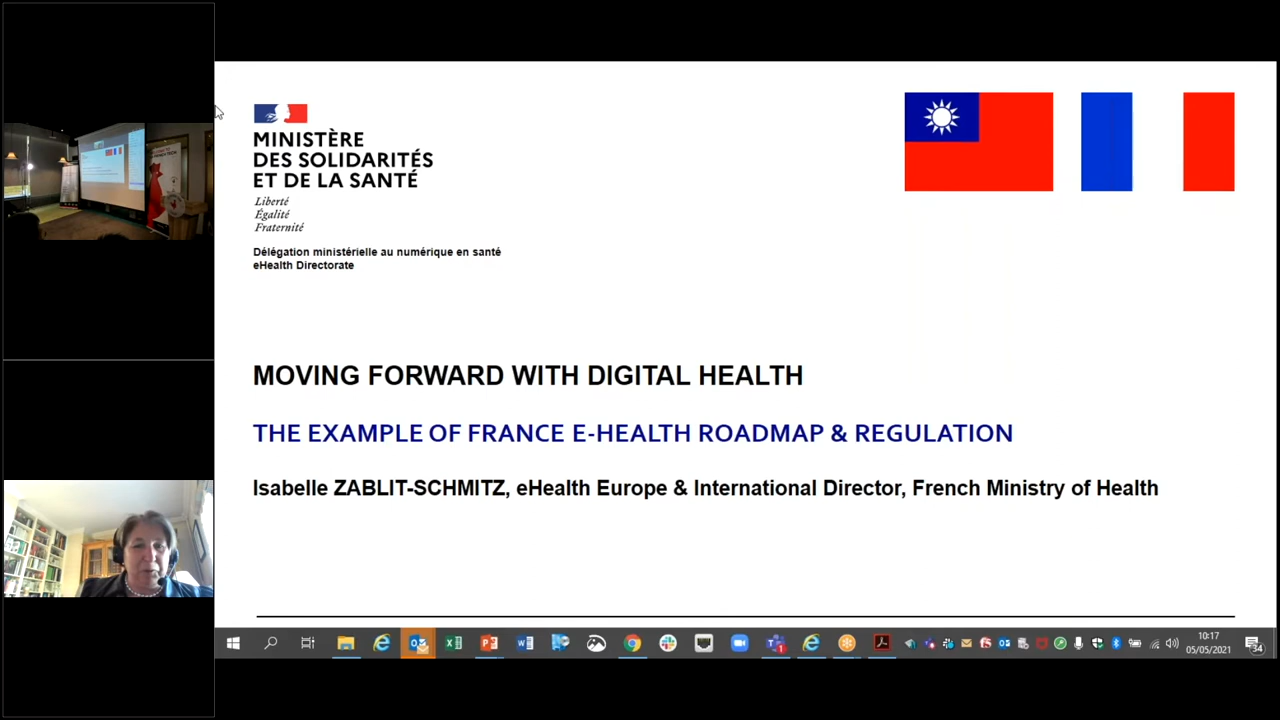 MINISTÈRE
DES SOLIDARITÉS
ET DE LA SANTÉ
Liberté
Égalité
Fraternité
Délégation ministérielle au numérique en santé
eHealth Directorate
MOVING FORWARD WITH DIGITAL HEALTH
THE EXAMPLE OF FRANCE E-HEALTH ROADMAP & REGULATION
Isabelle ZABLIT-SCHMITZ, eHealth Europe & International Director, French Ministry of Health
10:17
05/05/2021
34